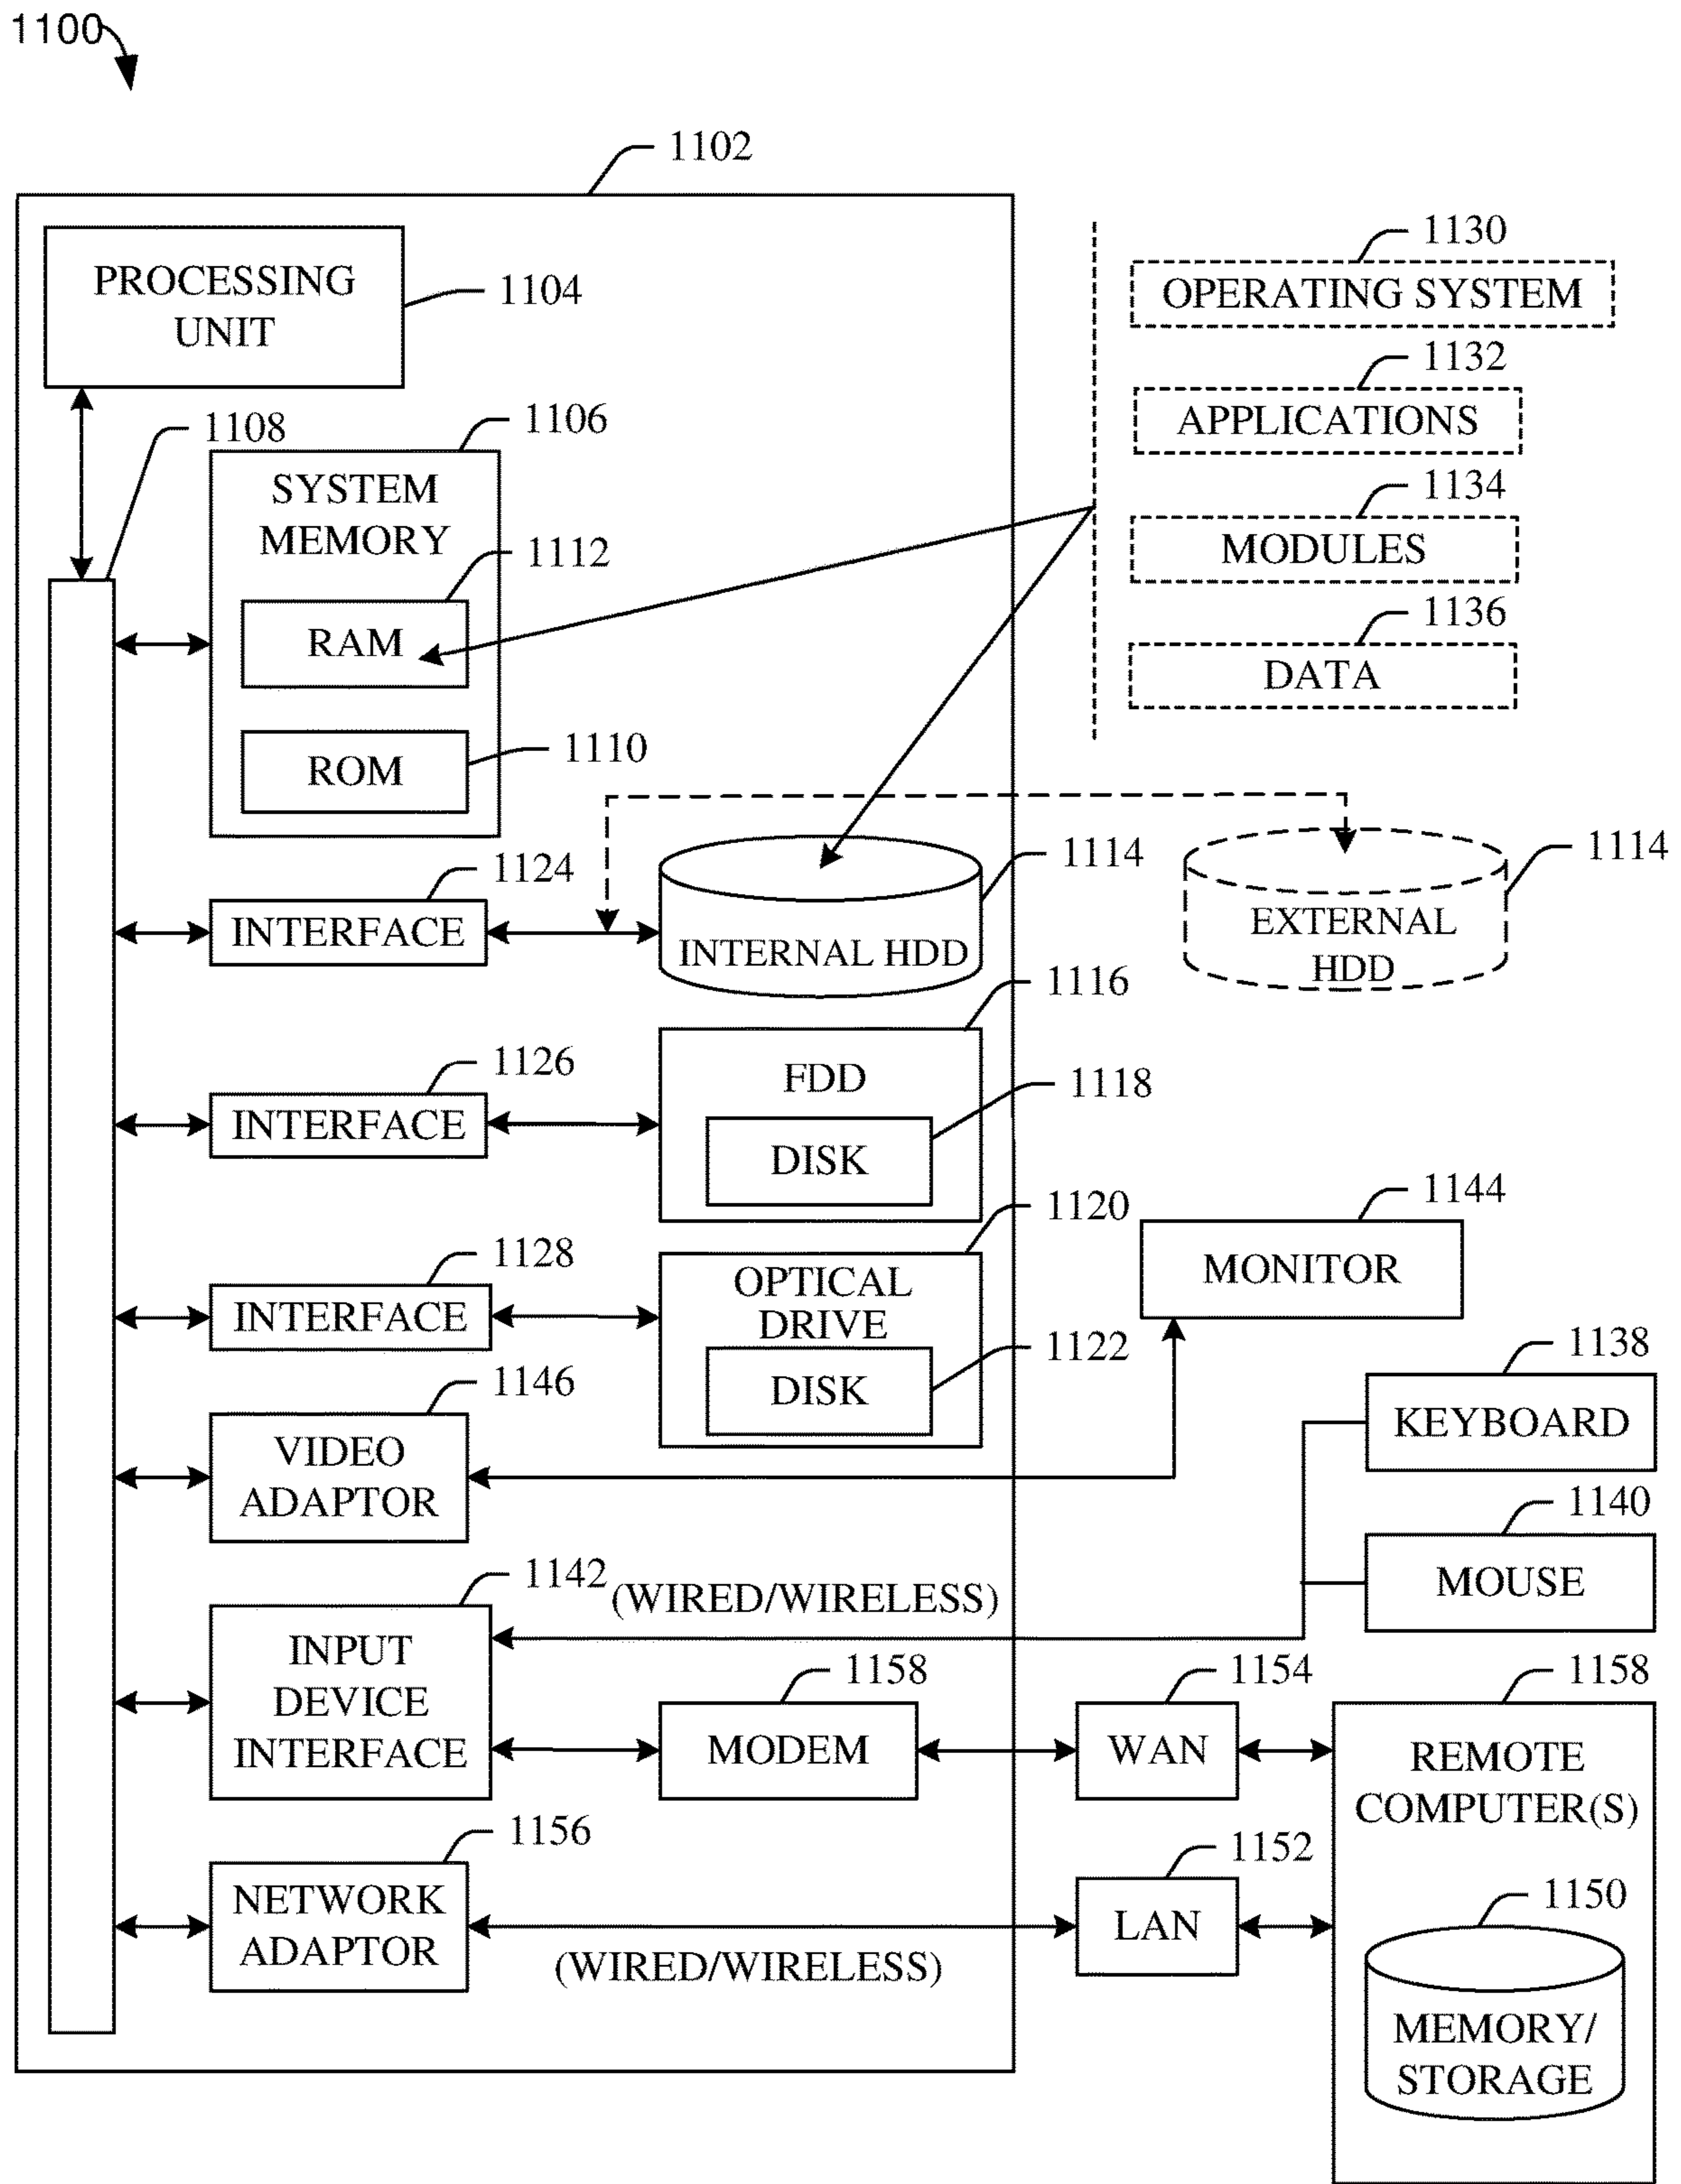 1100
1102
PROCESSING
UNIT
1104
1130
OPERATING SYSTEM
1132
APPLICATIONS
1134
MODULES
1136
DATA
1108
1106
SYSTEM
MEMORY
1112
RAM
1110
ROM
1124
INTERFACE
1114
INTERNAL HDD
1114
EXTERNAL
HDD
1126
INTERFACE
1116
FDD
1118
DISK
1128
INTERFACE
1120
OPTICAL
DRIVE
1122
DISK
1144
MONITOR
1146
VIDEO
ADAPTOR
1138
KEYBOARD
1140
MOUSE
1142
(WIRED/WIRELESS)
INPUT
DEVICE
INTERFACE
1158
MODEM
1154
WAN
1158
REMOTE
COMPUTER(S)
1156
NETWORK
ADAPTOR
(WIRED/WIRELESS)
1152
LAN
1150
MEMORY/
STORAGE